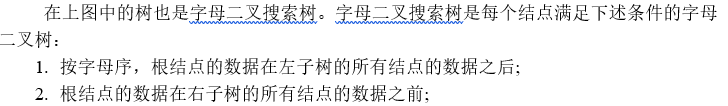 在上图中的树也是字母二叉搜索树。字母二叉搜索树是每个结点满足下述条件的字母
二叉树：
1. 按字母序，根结点的数据在左子树的所有结点的数据之后;
2. 根结点的数据在右子树的所有结点的数据之前;